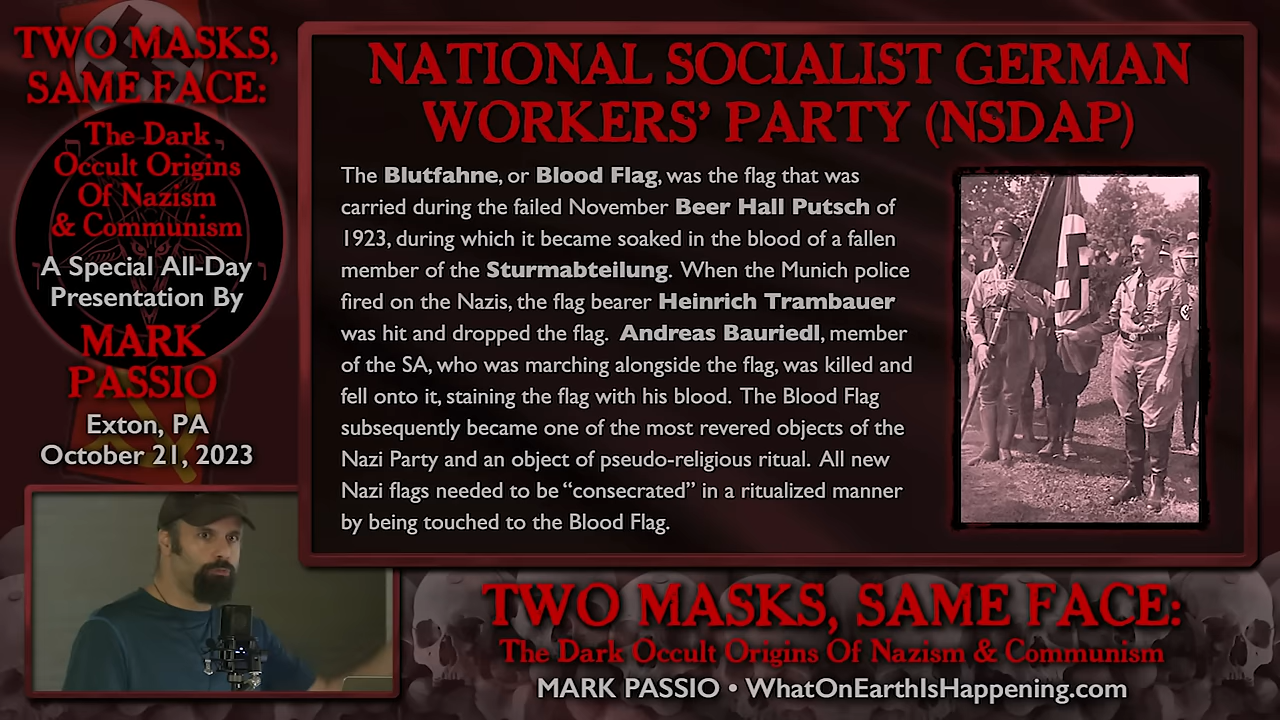 TWO MASKS,
SAME FACE:
The Dark
Occult Origins
Of Nazism
& Communism
A Special All-Day
Presentation By
MARK
PASSIO
Exton, PA
October 21, 2023
NATIONAL SOCIALIST GERMAN
WORKERS’ PARTY (NSDAP)
The Blutfahne, or Blood Flag, was the flag that was
carried during the failed November Beer Hall Putsch of
1923, during which it became soaked in the blood of a fallen
member of the Sturmabteilung. When the Munich police
fired on the Nazis, the flag bearer Heinrich Trambauer
was hit and dropped the flag. Andreas Bauriedl, member
of the SA, who was marching alongside the flag, was killed and
fell onto it, staining the flag with his blood. The Blood Flag
subsequently became one of the most revered objects of the
Nazi Party and an object of pseudo-religious ritual. All new
Nazi flags needed to be “consecrated” in a ritualized manner
by being touched to the Blood Flag.
TWO MASKS, SAME FACE:
The Dark Occult Origins Of Nazism & Communism
MARK PASSIO • WhatOnEarthIsHappening.com